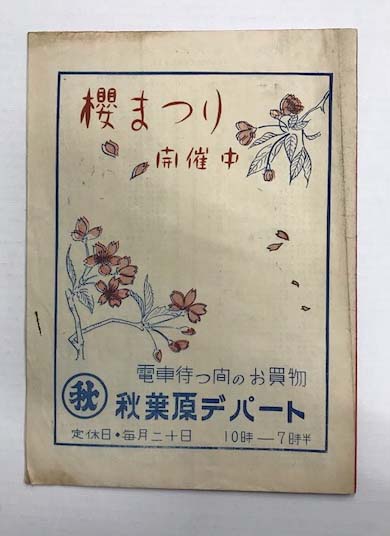 櫻まつり
開催中
電車待つ間のお買物
秋 秋葉原デパート
定休日・毎月二十日 10時―7時半